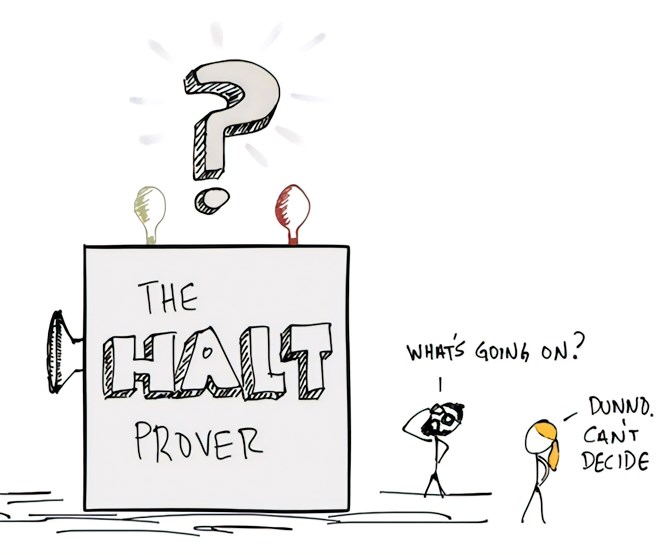 ?
THE
HALT
PROVER
WHAT'S GOING ON?
DUNNO.
CAN'T
DECIDE